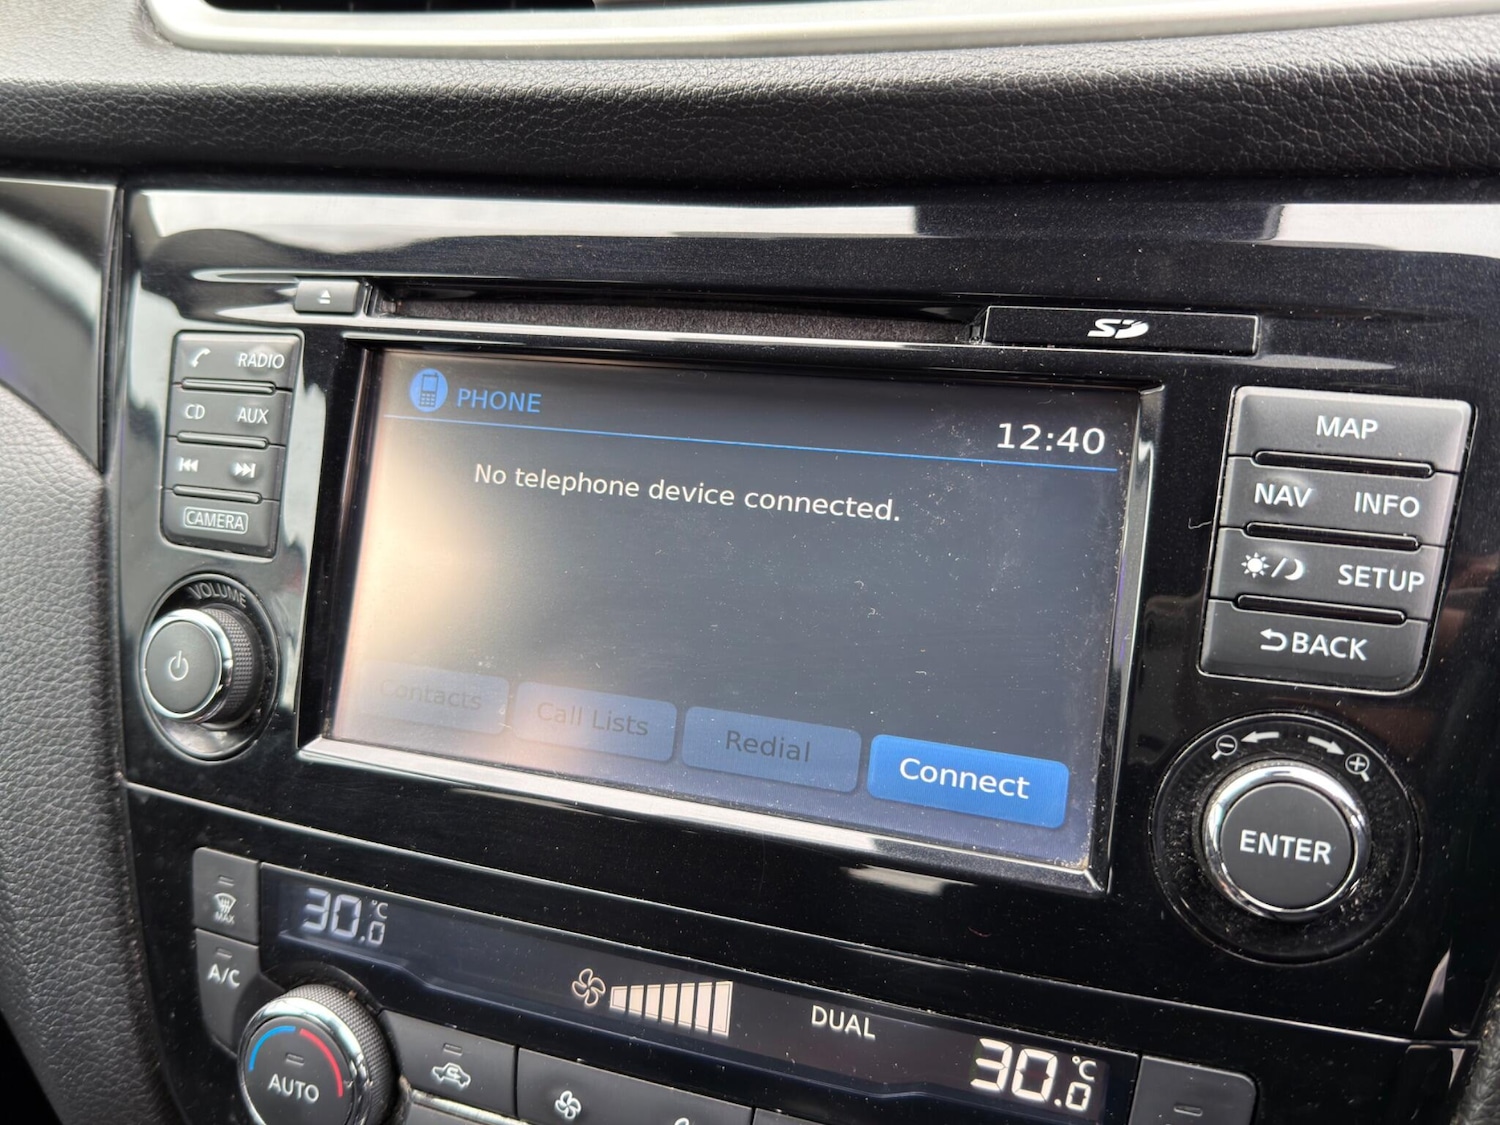 SD
RADIO
CD AUX
CAMERA
VOLUME
PHONE
12:40
No telephone device connected.
Contacts Call Lists Redial Connect
MAP
NAV INFO
SETUP
BACK
ENTER
MAX
A/C
30.0 °C
AUTO
DUAL
30.0 °C